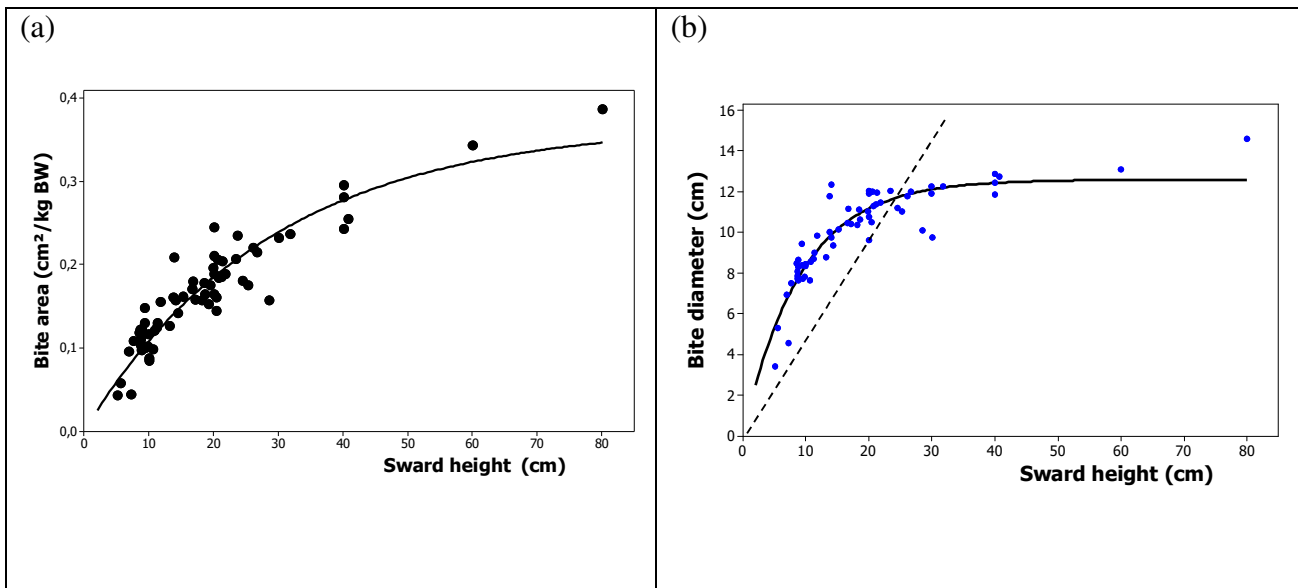 (a)
Bite area (cm²/kg BW)
0,4
0,3
0,2
0,1
0,0
0 10 20 30 40 50 60 70 80
Sward height (cm)
(b)
Bite diameter (cm)
16
14
12
10
8
6
4
2
0
0 10 20 30 40 50 60 70 80
Sward height (cm)